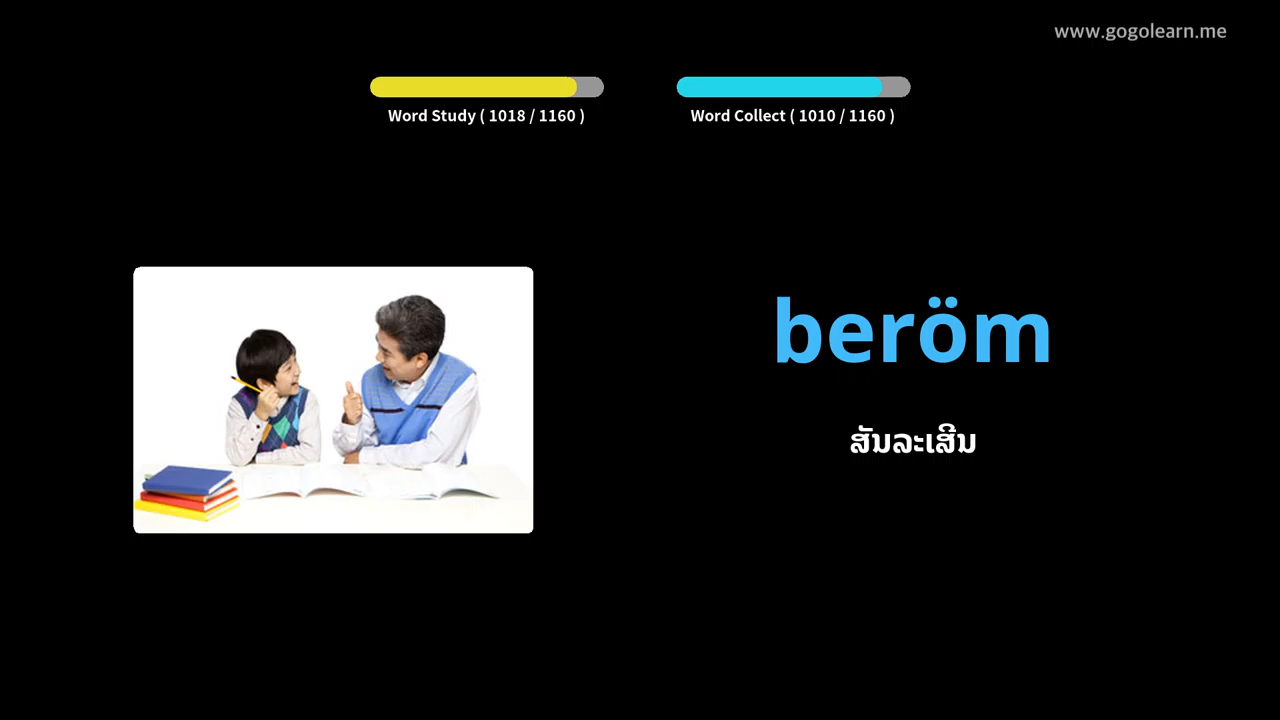 www.gogolearn.me
Word Study ( 1018 / 1160 )
Word Collect ( 1010 / 1160 )
beröm
ສັນລະເສີນ